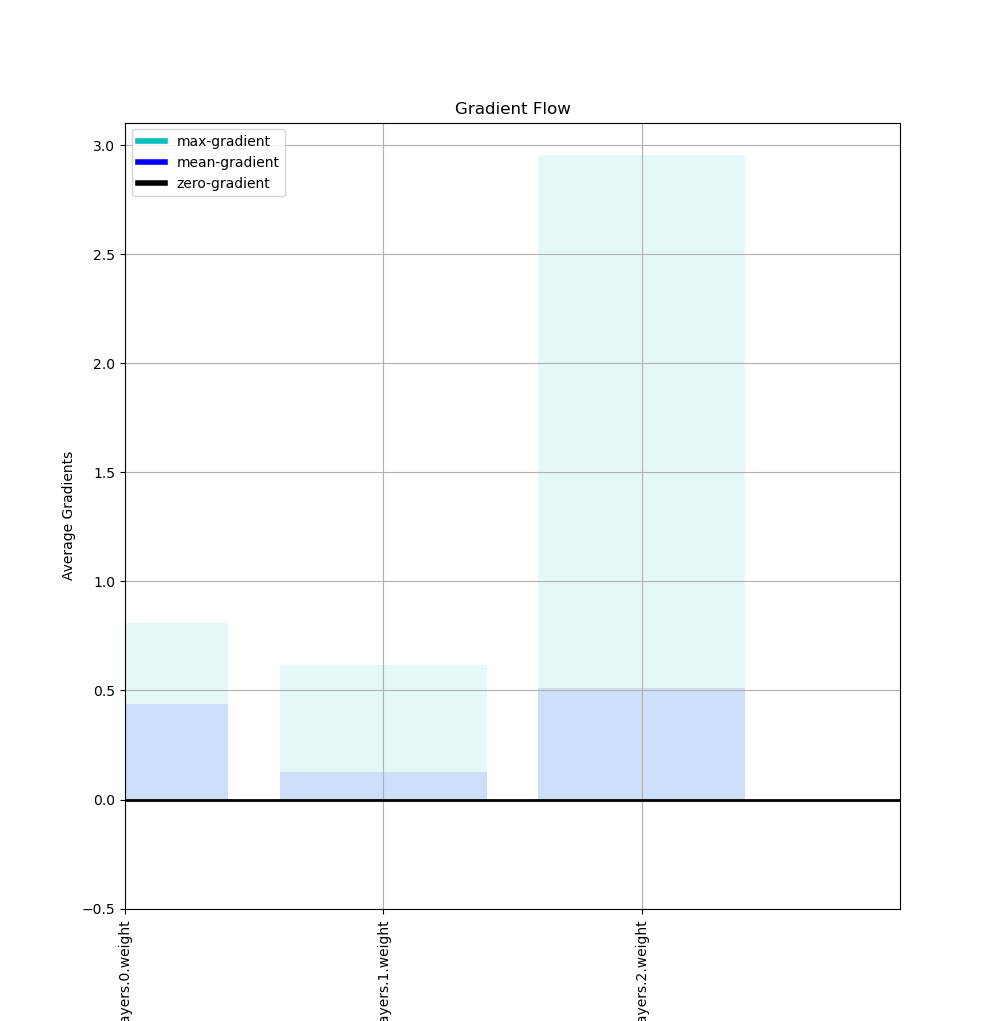 Gradient Flow
max-gradient
mean-gradient
zero-gradient
3.0
2.5
2.0
1.5
1.0
0.5
0.0
−0.5
Average Gradients
ayers.0.weight
ayers.1.weight
ayers.2.weight